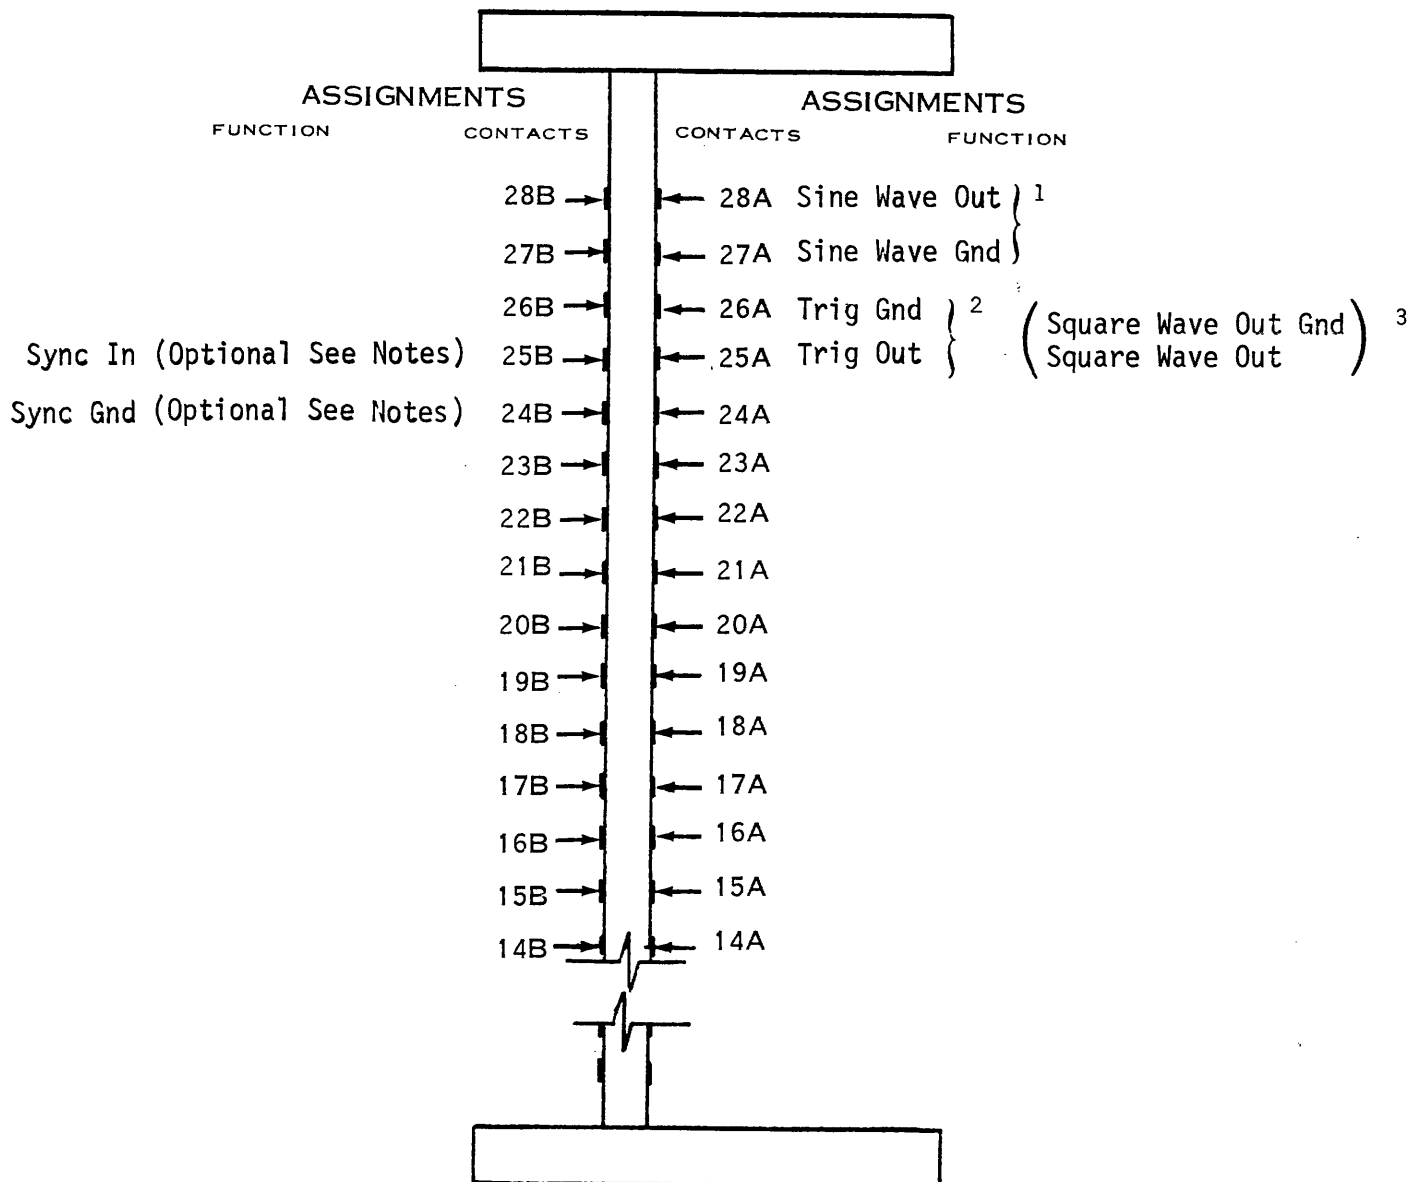 ASSIGNMENTS ASSIGNMENTS
FUNCTION CONTACTS CONTACTS FUNCTION
28B 28A Sine Wave Out 1
27B 27A Sine Wave Gnd
26B 26A Trig Gnd 2 (Square Wave Out Gnd) 3
Sync In (Optional See Notes) 25B 25A Trig Out Square Wave Out
Sync Gnd (Optional See Notes) 24B 24A
23B 23A
22B 22A
21B 21A
20B 20A
19B 19A
18B 18A
17B 17A
16B 16A
15B 15A
14B 14A